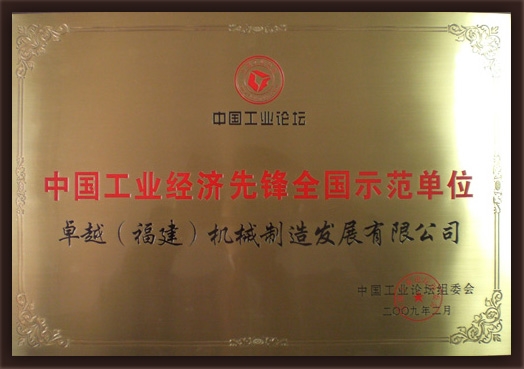 中国工业论坛
中国工业经济先锋全国示范单位
卓越（福建）机械制造发展有限公司
中国工业论坛组委会
二〇〇九年二月